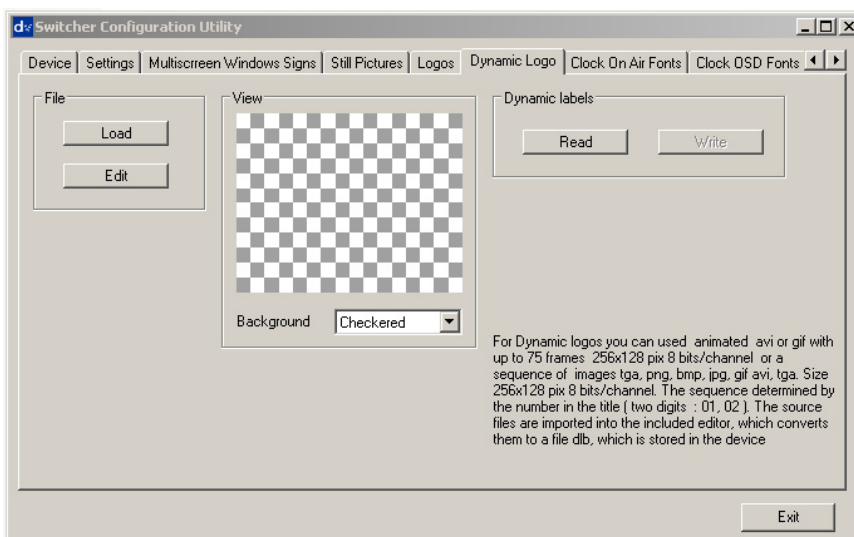 Switcher Configuration Utility
Device Settings Multiscrreen Windows Signs Still Pictures Logos Dynamic Logo Clock On Air Fonts Clock OSD Fonts
File
Load
Edit
View
Background Checkered
Dynamic labels
Read Write
For Dynamic logos you can used animated avi or gif with
up to 75 frames 256x128 pix 8 bits/channel or a
sequence of images tga, png, bmp, jpg, gif avi, tga. Size
256x128 pix 8 bits/channel. The sequence determined by
the number in the title ( two digits : 01, 02 ). The source
files are imported into the included editor, which converts
them to a file dlb, which is stored in the device
Exit